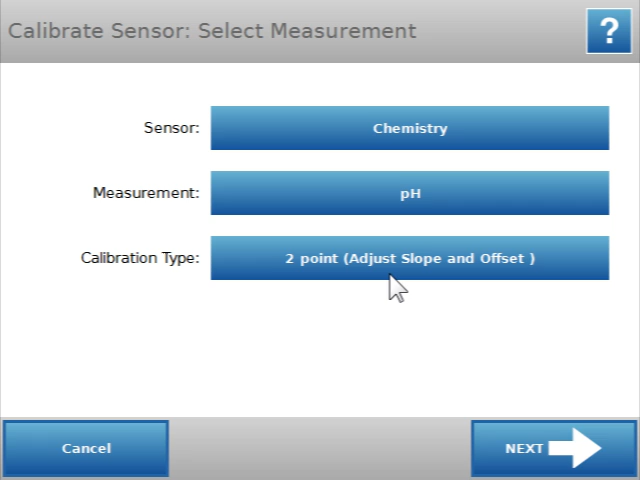 Calibrate Sensor: Select Measurement
?
Sensor:
Chemistry
Measurement:
pH
Calibration Type:
2 point (Adjust Slope and Offset )
Cancel
NEXT